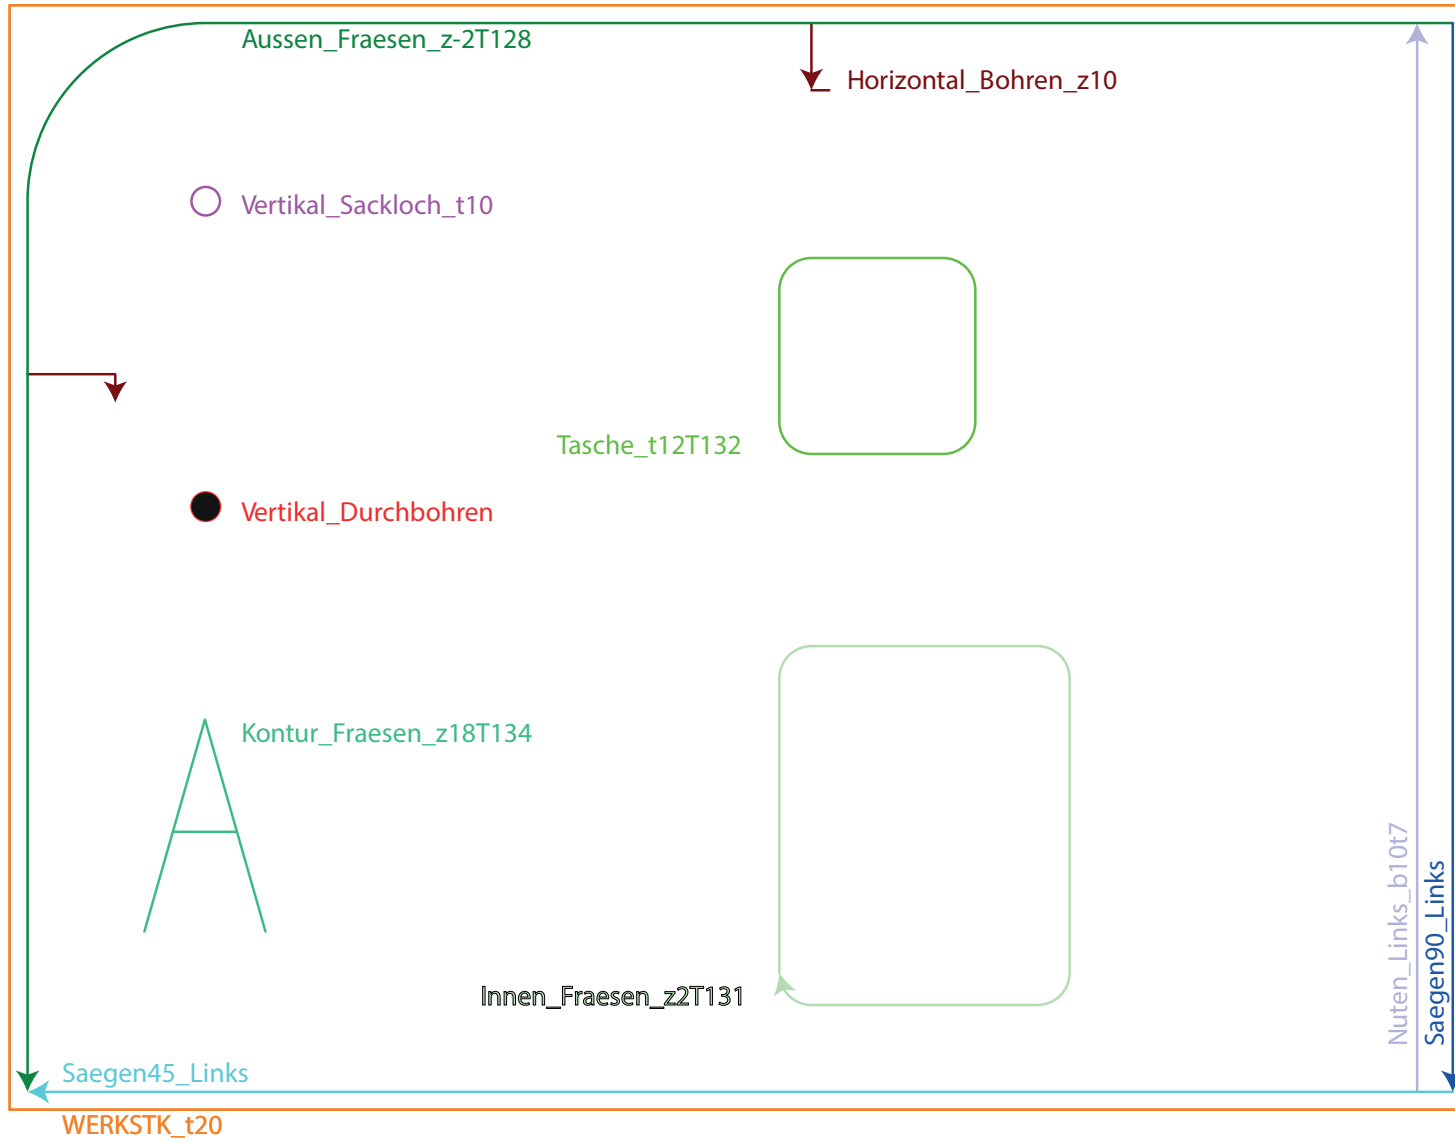 Aussen_Fraesen_z-2T128
Horizontal_Bohren_z10
Vertikal_Sackloch_t10
Tasche_t12T132
Vertikal_Durchbohren
Kontur_Fraesen_z18T134
Innen_Fraesen_z2T131
Nuten_Links_b10t7
Saegen90_Links
Saegen45_Links
WERKSTK_t20